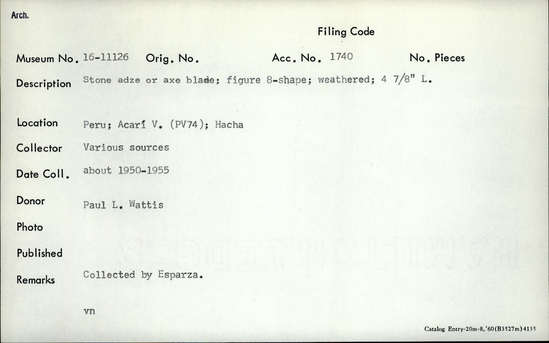 Arch.
Filing Code
Museum No. 16-11126 Orig. No. Acc. No. 1740 No. Pieces
Description Stone adze or axe blade; figure 8-shape; weathered; 4 7/8" L.
Location Peru; Acarí V. (PV74); Hacha
Collector Various sources
Date Coll. about 1950-1955
Donor Paul L. Wattis
Photo
Published
Remarks Collected by Esparza.
vn
Catalog Entry-20m-8,'60(B3527m)4135